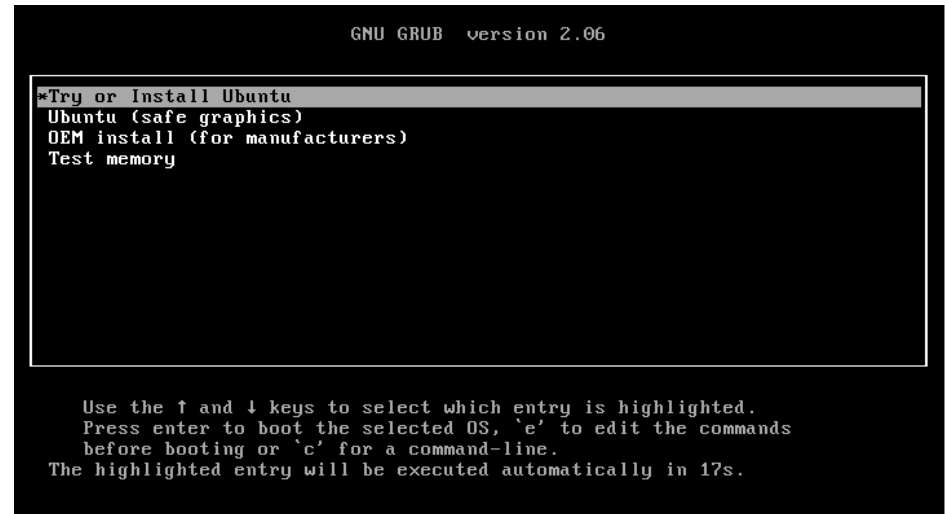 GNU GRUB version 2.06
*Try or Install Ubuntu
Ubuntu (safe graphics)
OEM install (for manufacturers)
Test memory
Use the ↑ and ↓ keys to select which entry is highlighted.
Press enter to boot the selected OS, `e' to edit the commands
before booting or `c' for a command-line.
The highlighted entry will be executed automatically in 17s.